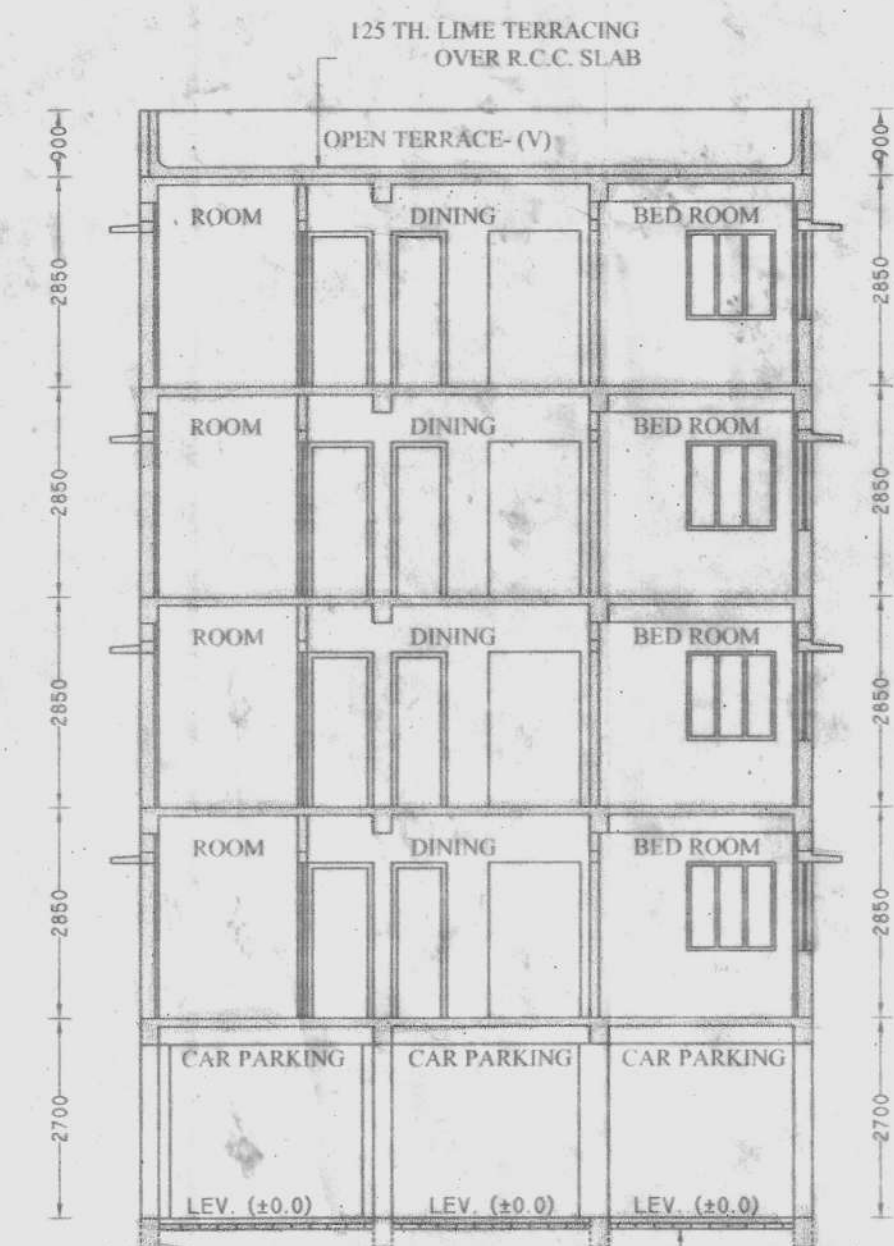 125 TH. LIME TERRACING
OVER R.C.C. SLAB
900
OPEN TERRACE- (V)
900
ROOM DINING BED ROOM
2850
2850
ROOM DINING BED ROOM
2850
2850
ROOM DINING BED ROOM
2850
2850
ROOM DINING BED ROOM
2850
2850
CAR PARKING CAR PARKING CAR PARKING
2700
2700
LEV. (±0.0) LEV. (±0.0) LEV. (±0.0)